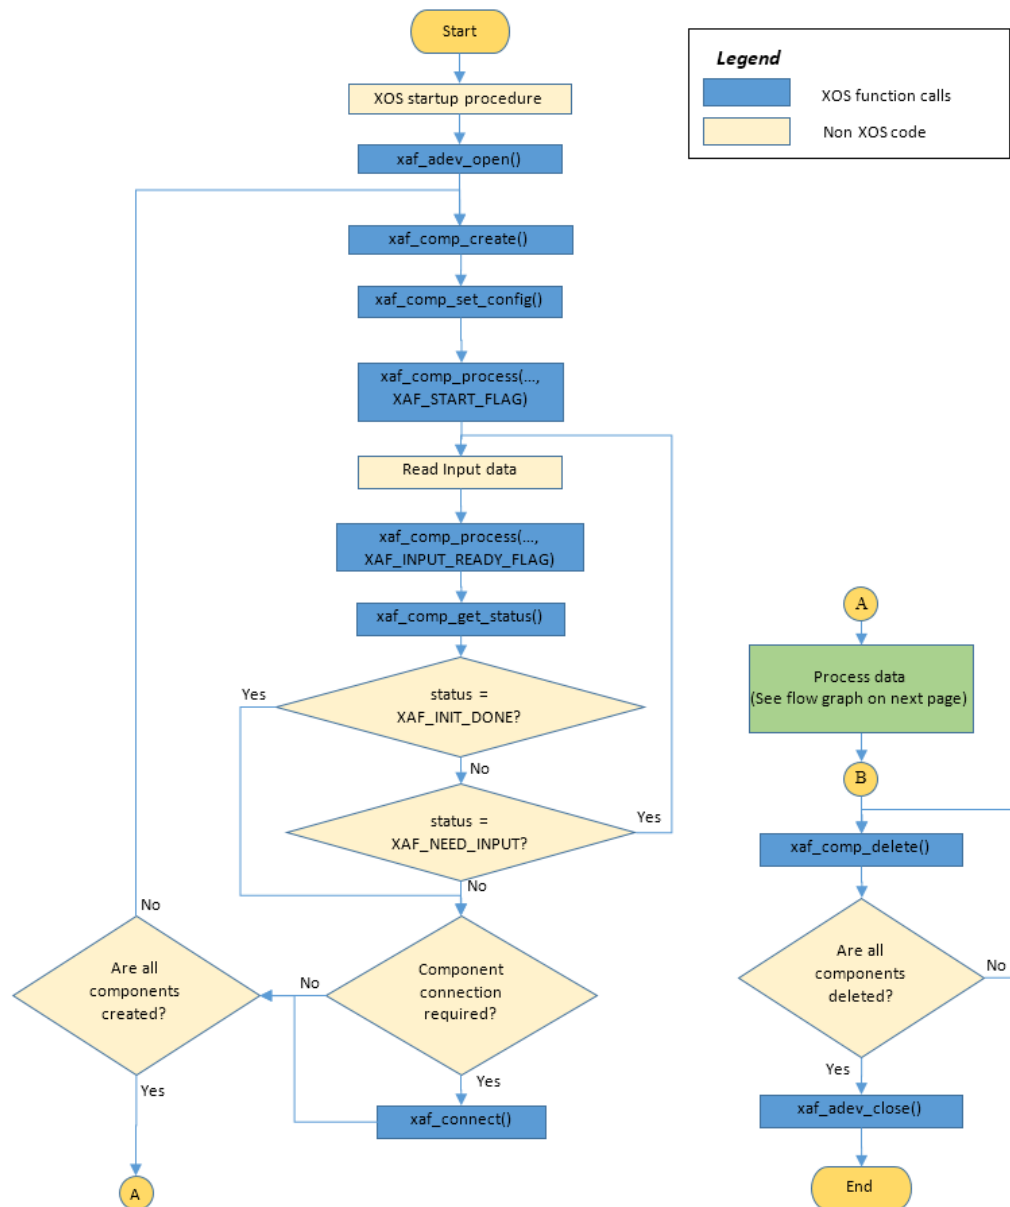 Start
XOS startup procedure
xaf_adev_open()
xaf_comp_create()
xaf_comp_set_config()
xaf_comp_process(...,
XAF_START_FLAG)
Read Input data
xaf_comp_process(...,
XAF_INPUT_READY_FLAG)
xaf_comp_get_status()
Yes
status =
XAF_INIT_DONE?
No
status =
XAF_NEED_INPUT?
Yes
No
Component
connection
required?
No
Yes
xaf_connect()
No
Are all
components
created?
Yes
A
Legend
XOS function calls
Non XOS code
A
Process data
(See flow graph on next page)
B
xaf_comp_delete()
Are all
components
deleted?
No
Yes
xaf_adev_close()
End